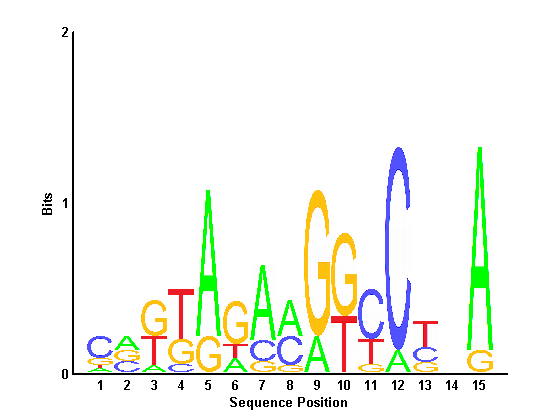 2
1
0
Bits
C A G T A G A A G G C C T A
G G T G G T C C A T T A C G
C A C A G G G G
1 2 3 4 5 6 7 8 9 10 11 12 13 14 15
Sequence Position